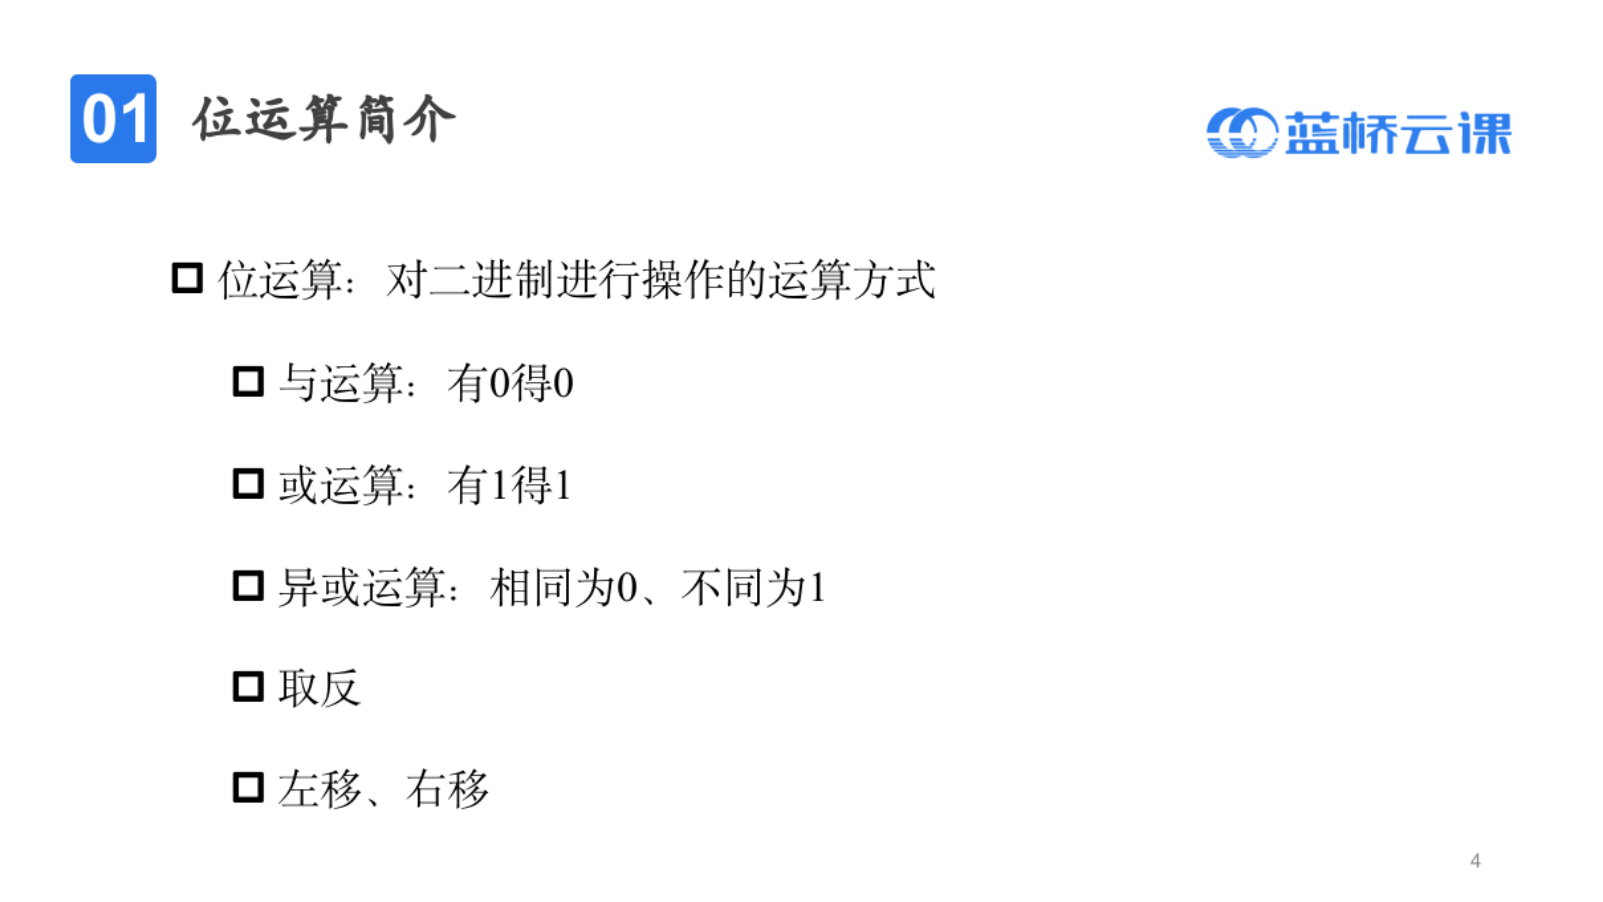 01 位运算简介
蓝桥云课
位运算：对二进制进行操作的运算方式
与运算：有0得0
或运算：有1得1
异或运算：相同为0、不同为1
取反
左移、右移
4